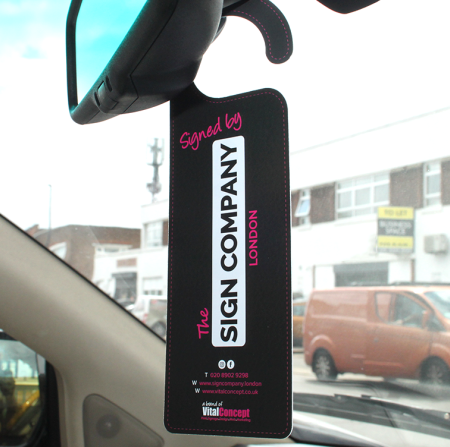 Signed by
The
SIGN COMPANY
LONDON
T 020 8902 9298
W www.signcompany.london
W www.vitalconcept.co.uk
a brand of
VitalConcept
TO LET
BUSINESS
SPACE